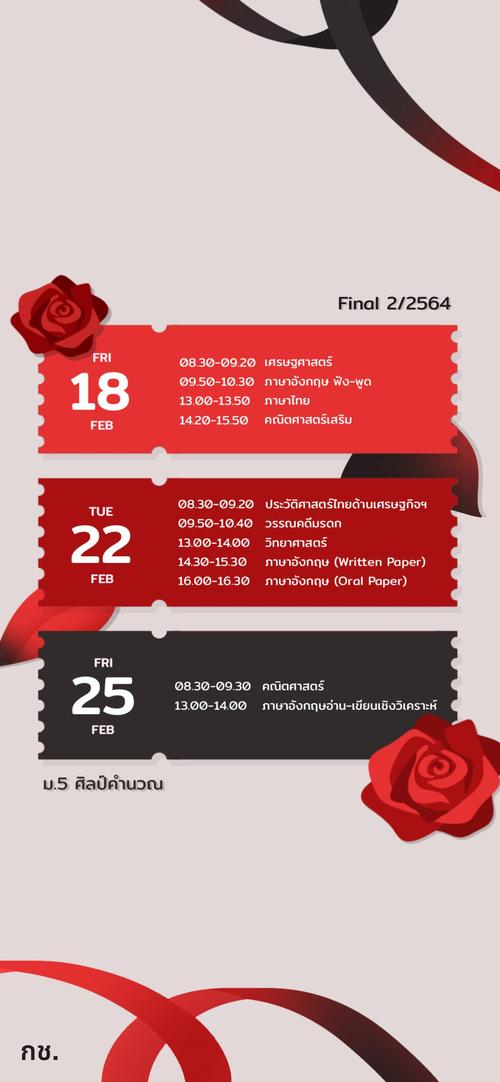 Final 2/2564
FRI
18
FEB
08.30-09.20 เศรษฐศาสตร์
09.50-10.30 ภาษาอังกฤษ ฟัง-พูด
13.00-13.50 ภาษาไทย
14.20-15.50 คณิตศาสตร์เสริม
TUE
22
FEB
08.30-09.20 ประวัติศาสตร์ไทยด้านเศรษฐกิจฯ
09.50-10.40 วรรณคดีมรดก
13.00-14.00 วิทยาศาสตร์
14.30-15.30 ภาษาอังกฤษ (Written Paper)
16.00-16.30 ภาษาอังกฤษ (Oral Paper)
FRI
25
FEB
08.30-09.30 คณิตศาสตร์
13.00-14.00 ภาษาอังกฤษอ่าน-เขียนเชิงวิเคราะห์
ม.5 ศิลป์คำนวณ
กช.